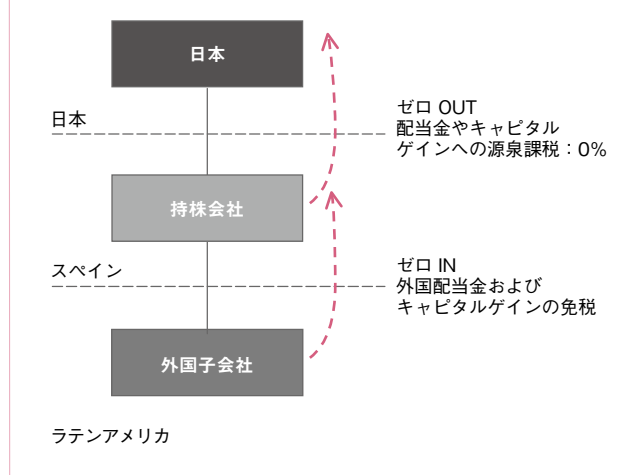 日本
日本
ゼロ OUT
配当金やキャピタル
ゲインへの源泉課税：0%
持株会社
スペイン
ゼロ IN
外国配当金および
キャピタルゲインの免税
外国子会社
ラテンアメリカ